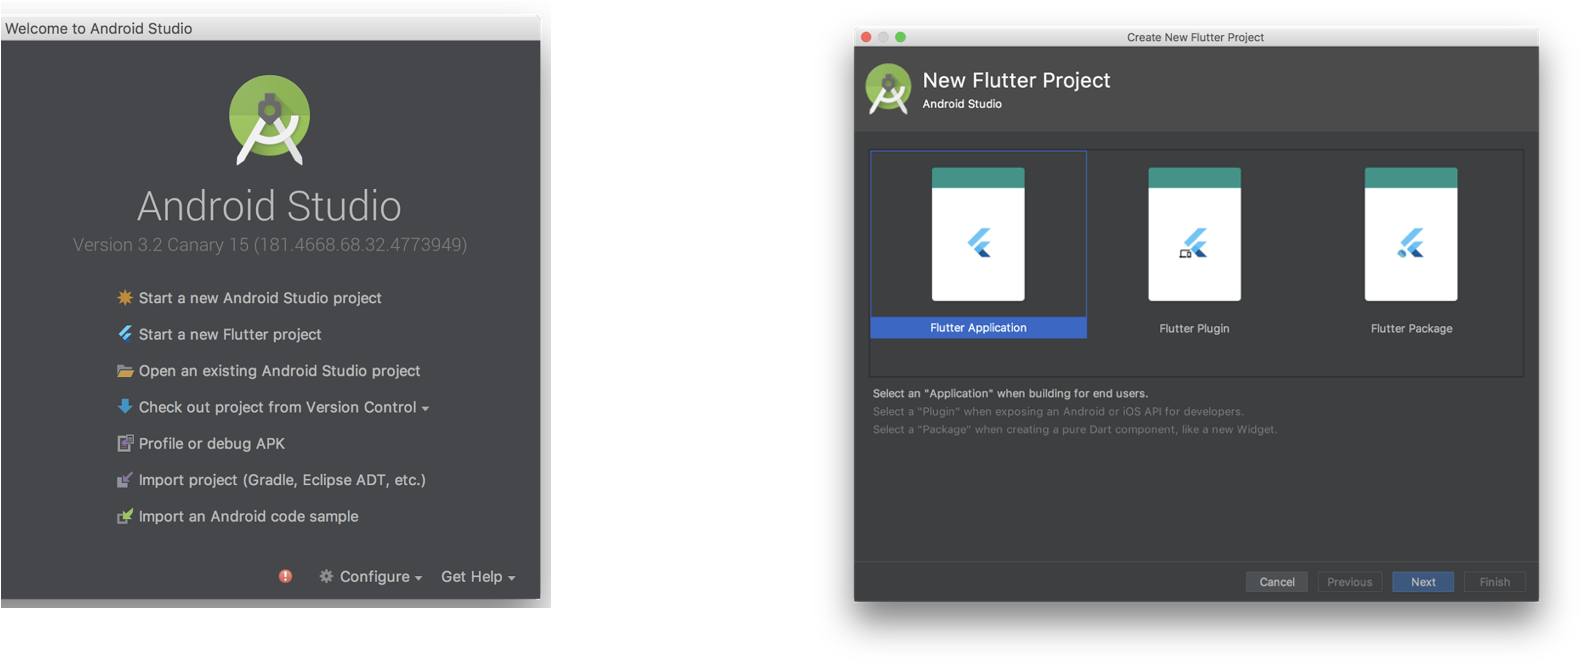 Welcome to Android Studio
Android Studio
Version 3.2 Canary 15 (181.4668.68.32.4773949)
Start a new Android Studio project
Start a new Flutter project
Open an existing Android Studio project
Check out project from Version Control
Profile or debug APK
Import project (Gradle, Eclipse ADT, etc.)
Import an Android code sample
Configure Get Help
Create New Flutter Project
New Flutter Project
Android Studio
Flutter Application Flutter Plugin Flutter Package
Select an "Application" when building for end users.
Select a "Plugin" when exposing an Android or iOS API for developers.
Select a "Package" when creating a pure Dart component, like a new Widget.
Cancel Previous Next Finish